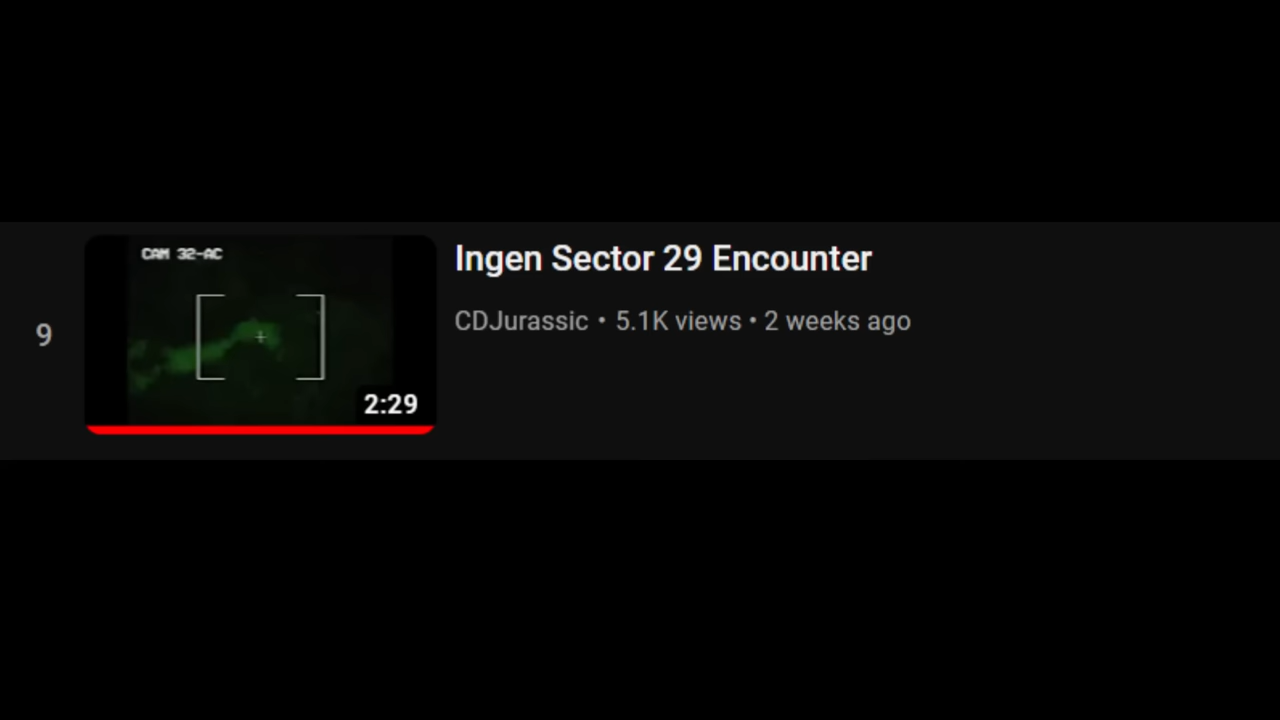 9
CAM 32-AC
2:29
Ingen Sector 29 Encounter
CDJurassic • 5.1K views • 2 weeks ago